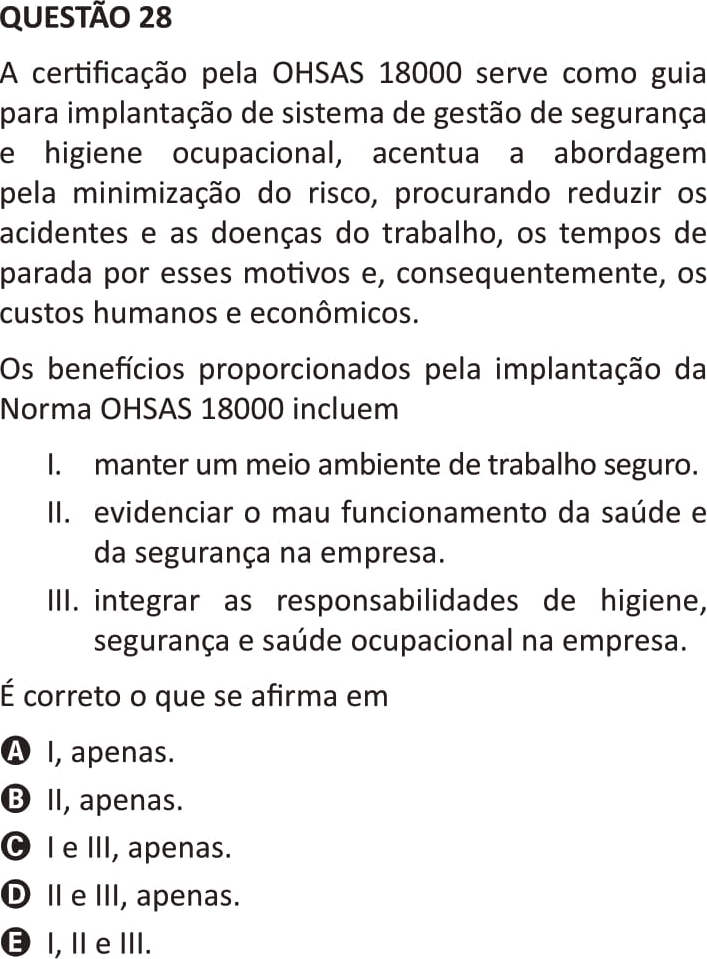 QUESTÃO 28
A certificação pela OHSAS 18000 serve como guia
para implantação de sistema de gestão de segurança
e higiene ocupacional, acentua a abordagem
pela minimização do risco, procurando reduzir os
acidentes e as doenças do trabalho, os tempos de
parada por esses motivos e, consequentemente, os
custos humanos e econômicos.
Os benefícios proporcionados pela implantação da
Norma OHSAS 18000 incluem
I. manter um meio ambiente de trabalho seguro.
II. evidenciar o mau funcionamento da saúde e
da segurança na empresa.
III. integrar as responsabilidades de higiene,
segurança e saúde ocupacional na empresa.
É correto o que se afirma em
A I, apenas.
B II, apenas.
C I e III, apenas.
D II e III, apenas.
E I, II e III.